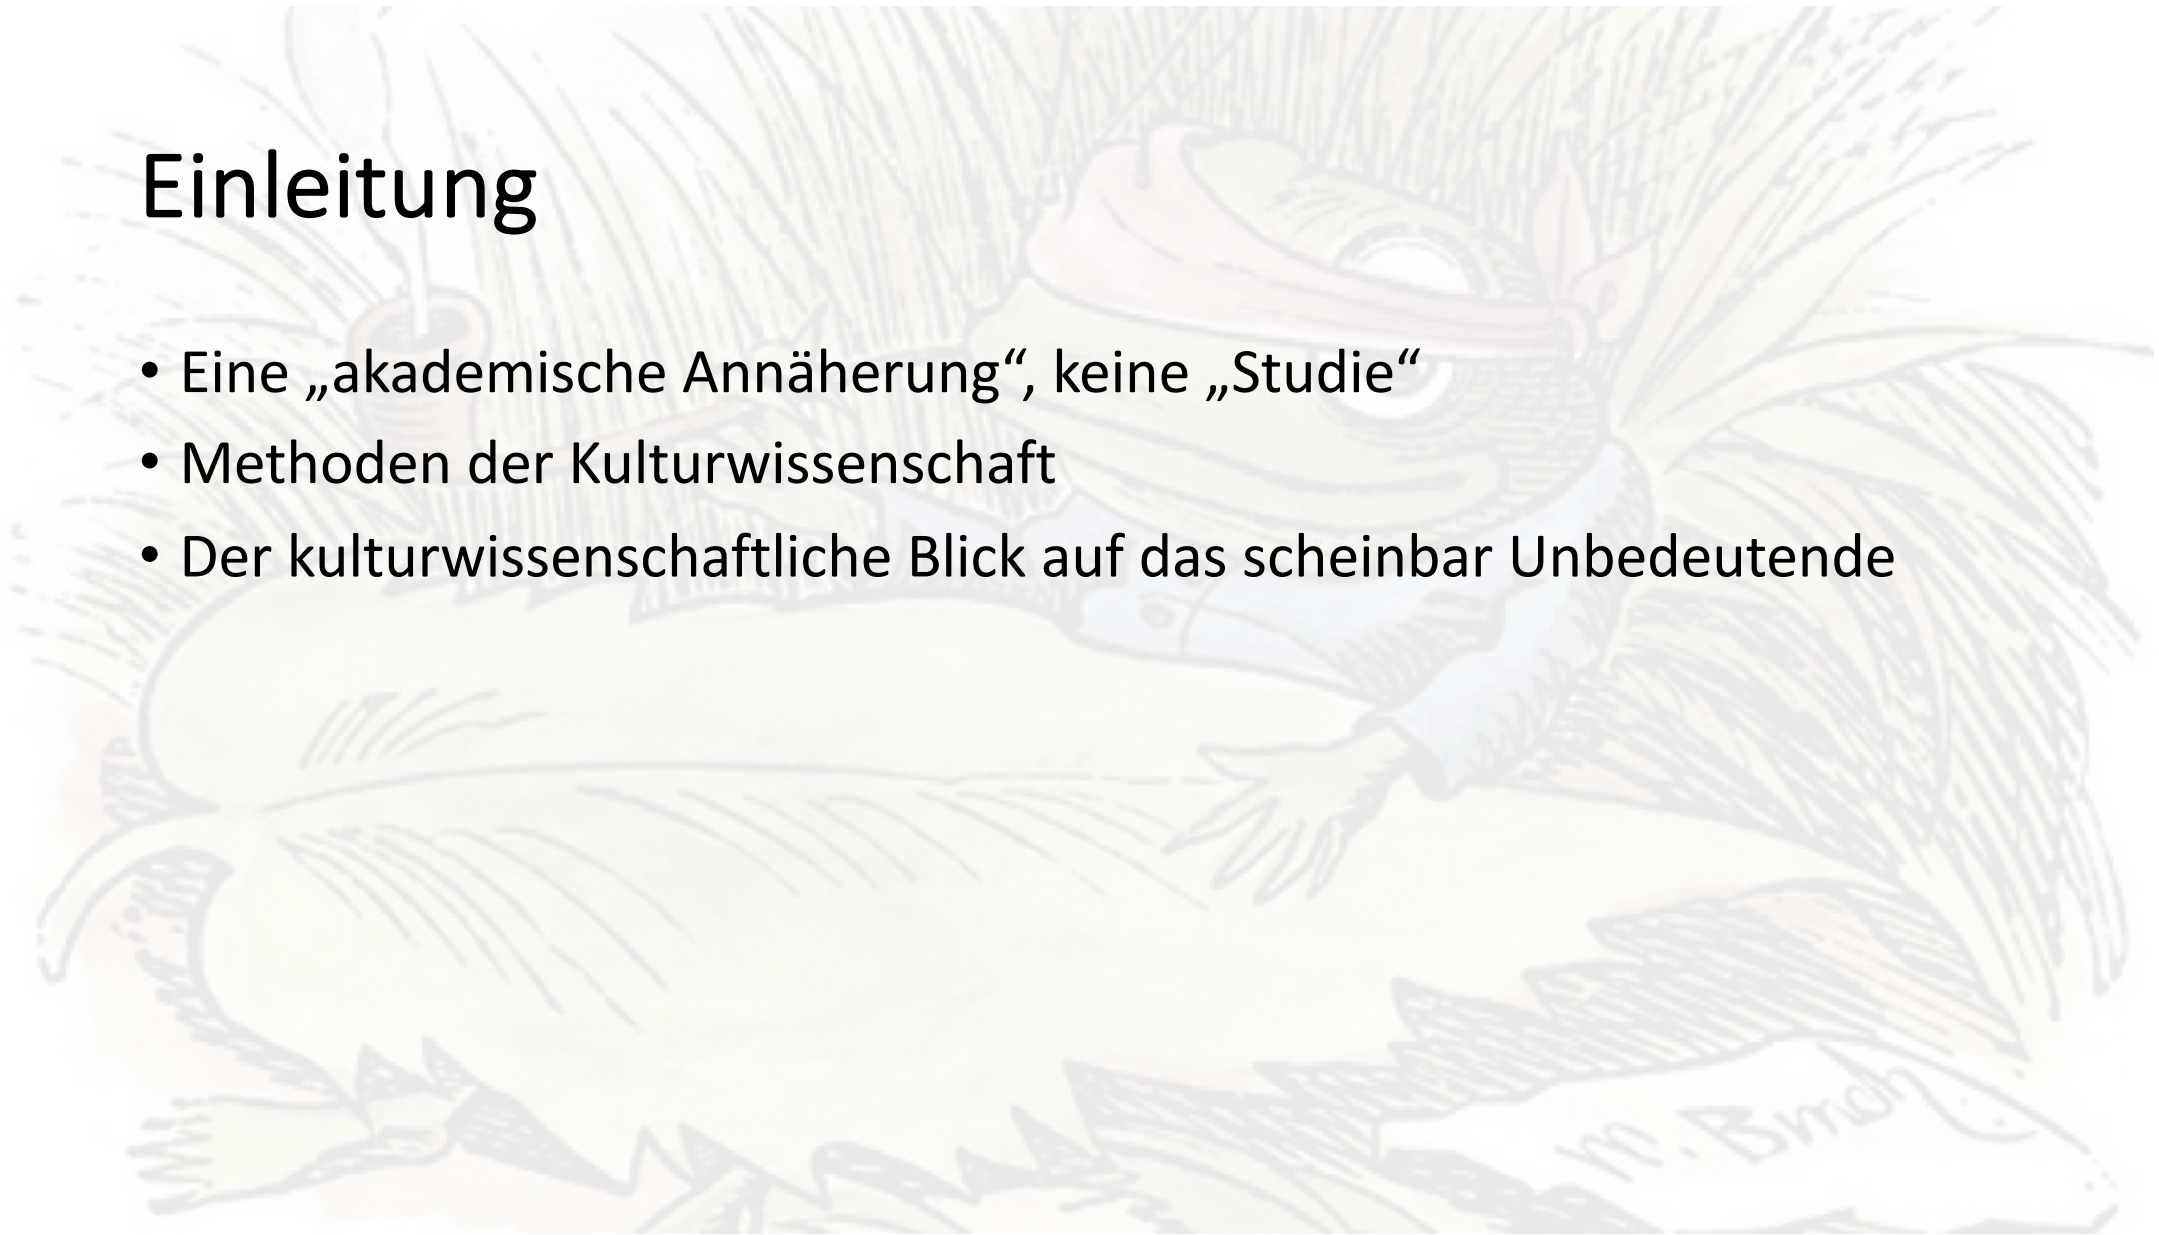 Einleitung
• Eine „akademische Annäherung“, keine „Studie“
• Methoden der Kulturwissenschaft
• Der kulturwissenschaftliche Blick auf das scheinbar Unbedeutende